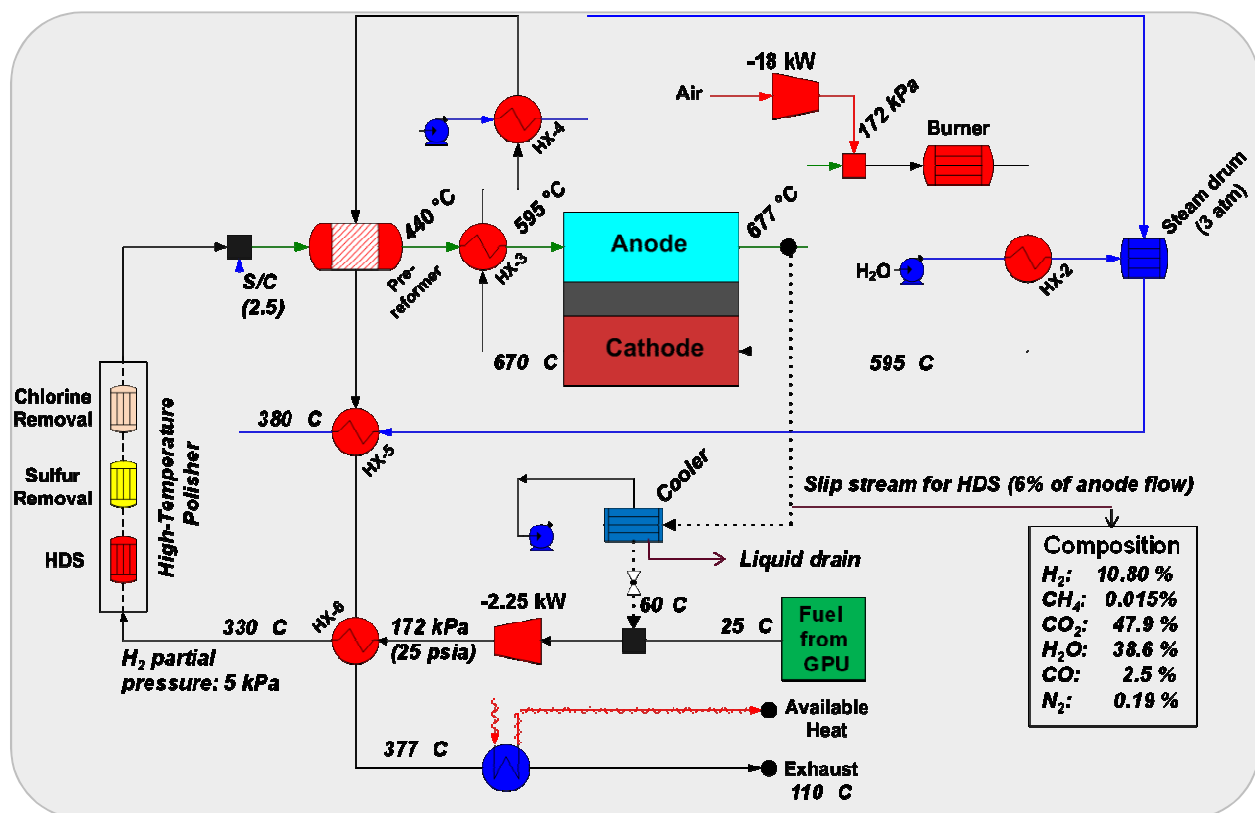 -18 kW
Air
172 kPa
Burner
HX-4
440 °C
595 °C
677 °C
Steam drum
(3 atm)
Anode
Pre-
reformer
HX-3
S/C
(2.5)
H₂O
HX-2
Cathode
670 C
595 C
Chlorine
Removal
380 C
HX-5
High-Temperature
Polisher
Sulfur
Removal
Cooler
Slip stream for HDS (6% of anode flow)
HDS
Liquid drain
Composition
H₂: 10.80 %
CH₄: 0.015%
CO₂: 47.9 %
H₂O: 38.6 %
CO: 2.5 %
N₂: 0.19 %
-2.25 kW
60 C
Fuel
from
GPU
HX-6
330 C
172 kPa
(25 psia)
25 C
H₂ partial
pressure: 5 kPa
Available
Heat
377 C
Exhaust
110 C